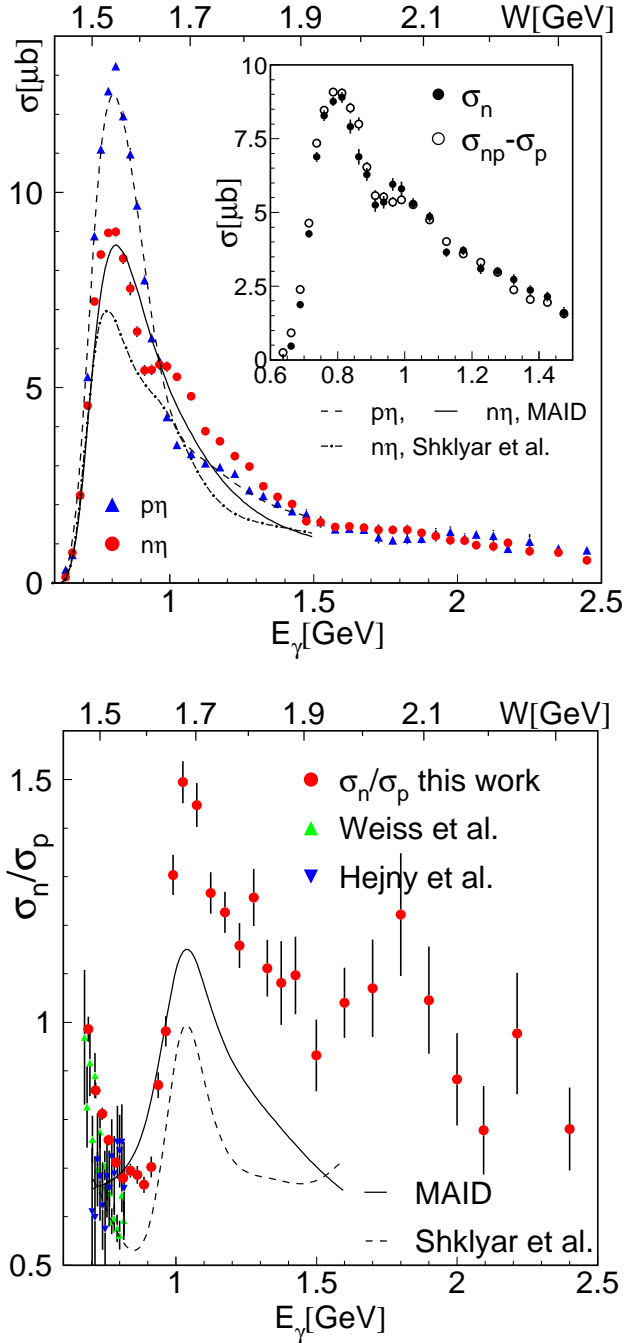 1.5 1.7 1.9 2.1 W[GeV]
σ[μb]
10
5
0
9
7.5
5
2.5
0
σ[μb]
σn
σnp-σp
0.6 0.8 1 1.2 1.4
pη, nη, MAID
nη, Shklyar et al.
pη
nη
1 1.5 2 2.5
Eγ[GeV]
1.5 1.7 1.9 2.1 W[GeV]
σn/σp
1.5
1
0.5
σn/σp this work
Weiss et al.
Hejny et al.
MAID
Shklyar et al.
1 1.5 2 2.5
Eγ[GeV]